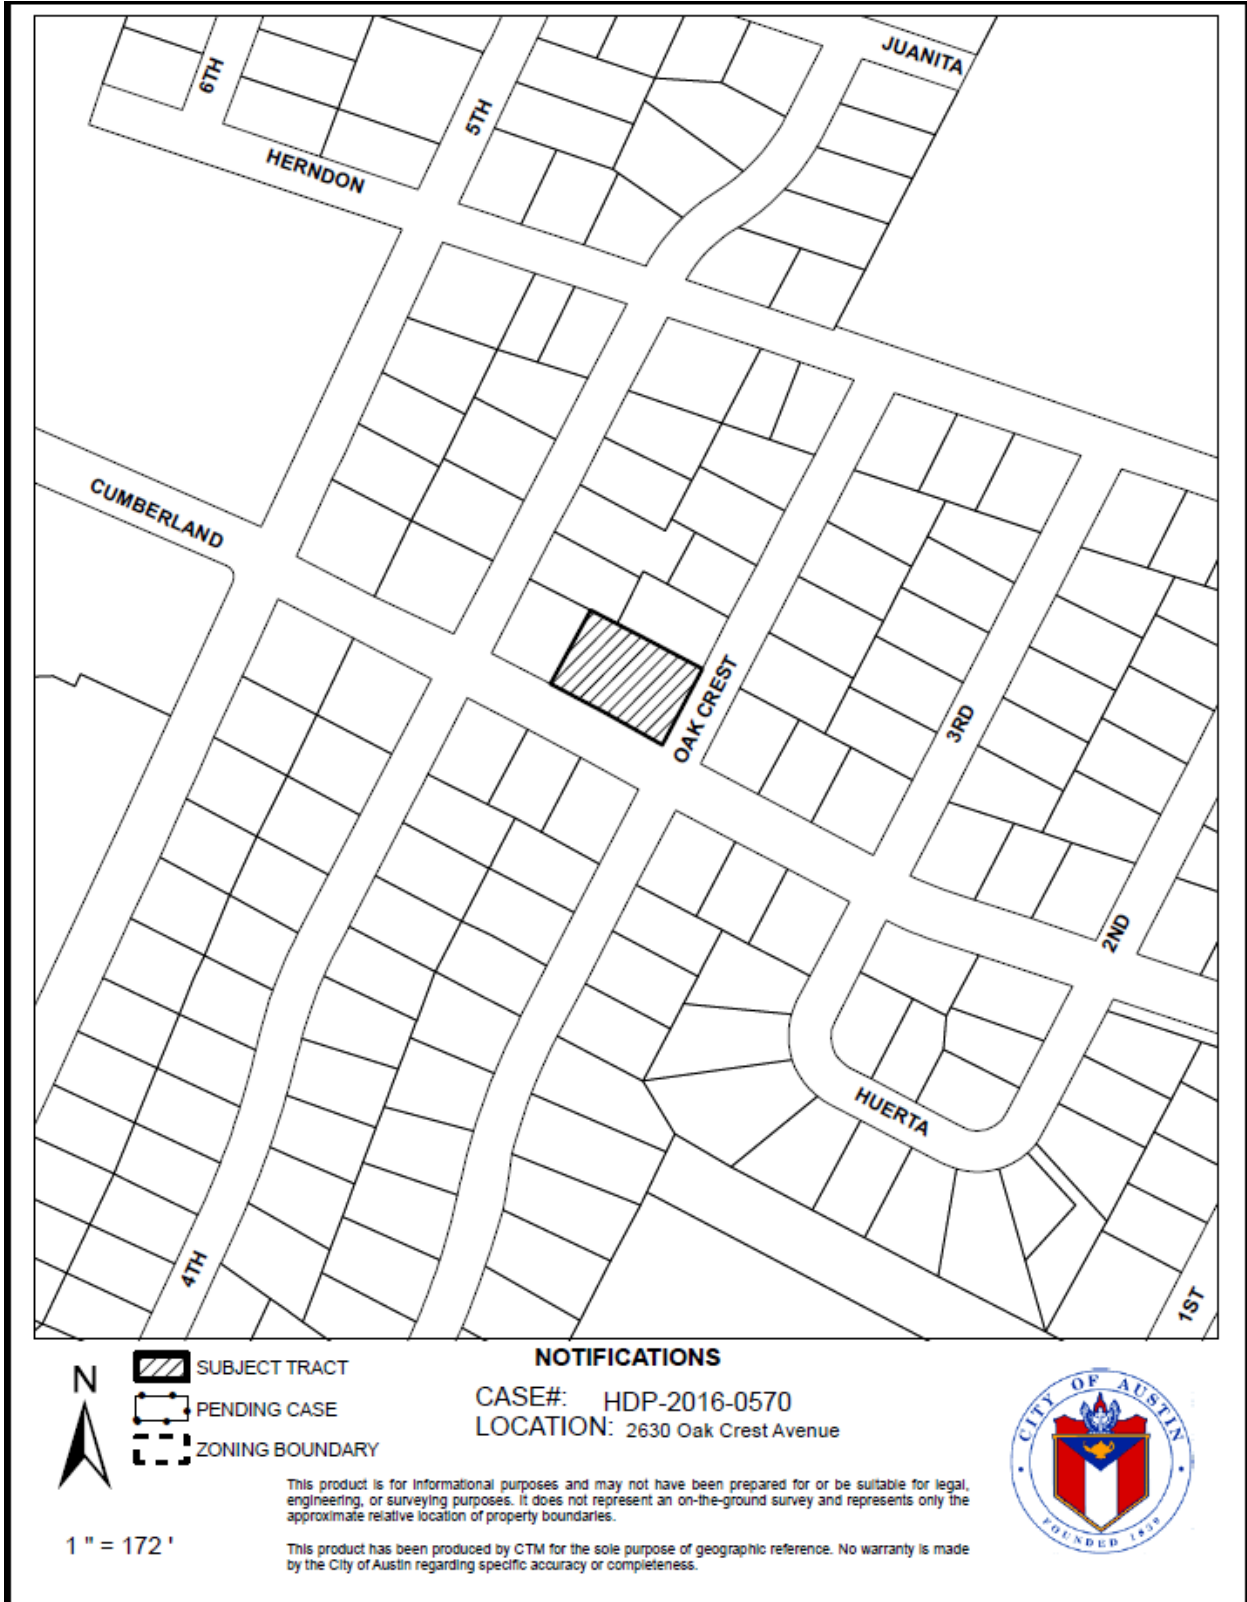 JUANITA
6TH
5TH
HERNDON
CUMBERLAND
OAK CREST
3RD
2ND
HUERTA
4TH
1ST
NOTIFICATIONS
N
SUBJECT TRACT
PENDING CASE
ZONING BOUNDARY
CASE#: HDP-2016-0570
LOCATION: 2630 Oak Crest Avenue
This product is for informational purposes and may not have been prepared for or be suitable for legal,
engineering, or surveying purposes. It does not represent an on-the-ground survey and represents only the
approximate relative location of property boundaries.
1 " = 172 '
This product has been produced by CTM for the sole purpose of geographic reference. No warranty is made
by the City of Austin regarding specific accuracy or completeness.
CITY OF AUSTIN
FOUNDED 1839